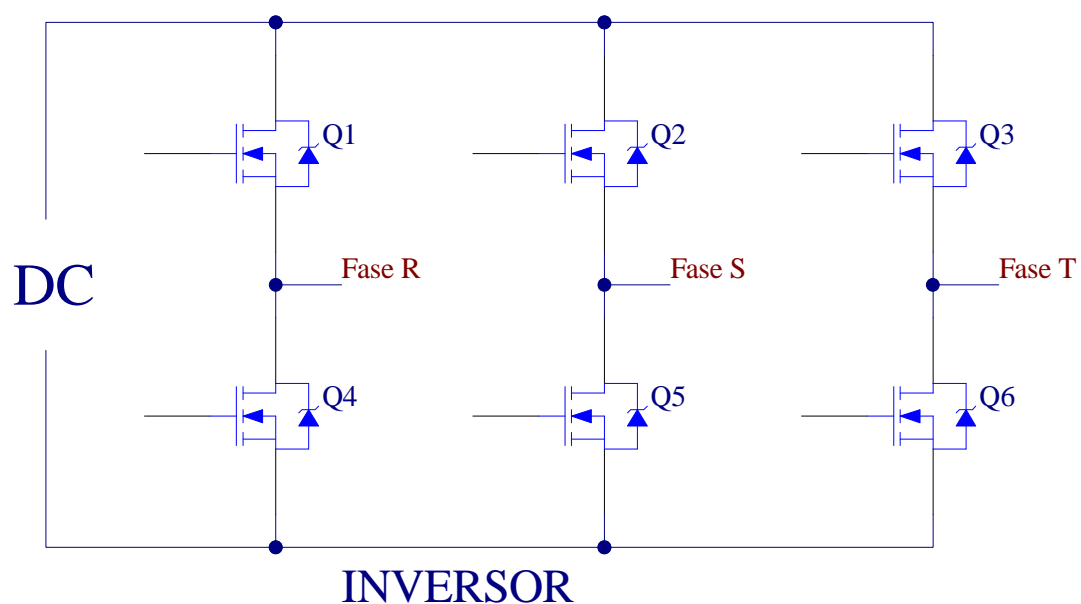 Q1
Q2
Q3
DC
Fase R
Fase S
Fase T
Q4
Q5
Q6
INVERSOR